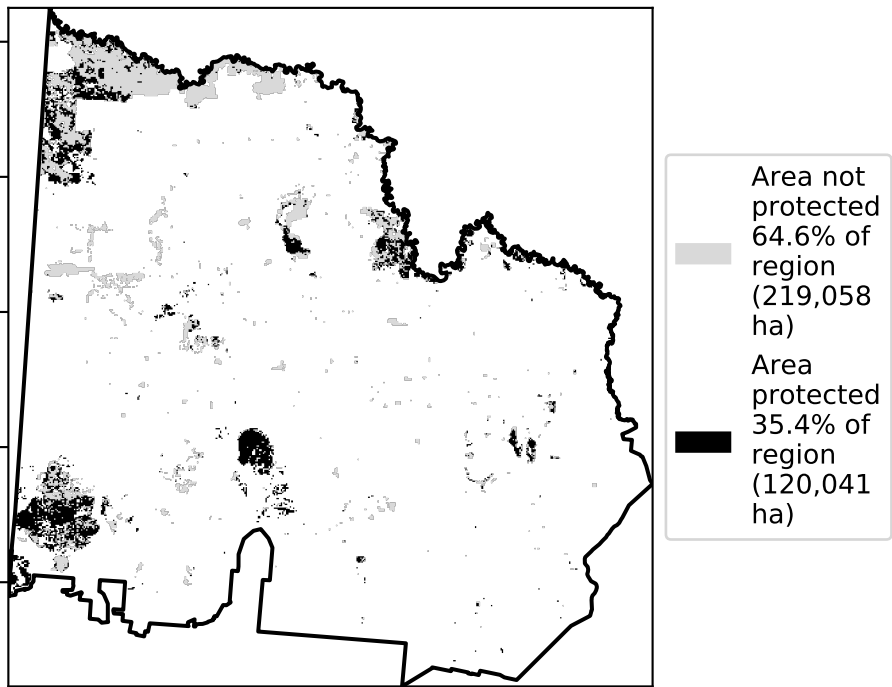 Area not
protected
64.6% of
region
(219,058
ha)
Area
protected
35.4% of
region
(120,041
ha)